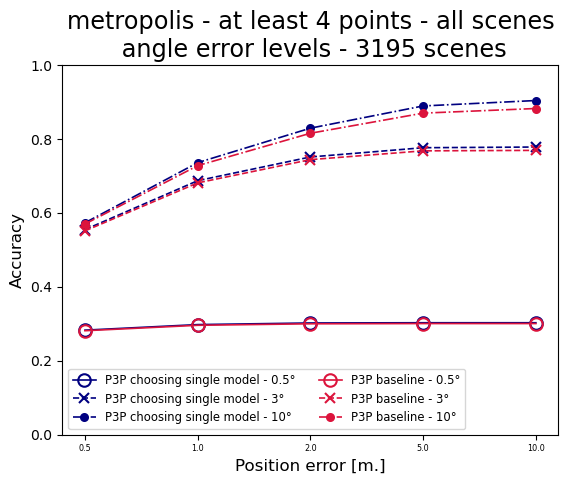 metropolis - at least 4 points - all scenes
angle error levels - 3195 scenes
1.0
0.8
0.6
0.4
0.2
0.0
Accuracy
P3P choosing single model - 0.5°
P3P choosing single model - 3°
P3P choosing single model - 10°
P3P baseline - 0.5°
P3P baseline - 3°
P3P baseline - 10°
0.5 1.0 2.0 5.0 10.0
Position error [m.]